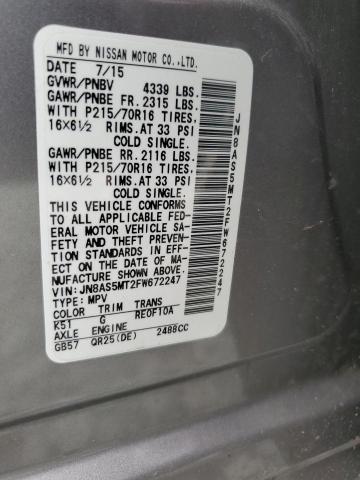 MFD BY NISSAN MOTOR CO.,LTD.
DATE 7/15
GVWR/PNBV 4339 LBS.
GAWR/PNBE FR. 2315 LBS.
WITH P215/70R16 TIRES.
16X6½ RIMS. AT 33 PSI
COLD SINGLE.
GAWR/PNBE RR. 2116 LBS.
WITH P215/70R16 TIRES.
16X6½ RIMS. AT 33 PSI
COLD SINGLE.
THIS VEHICLE CONFORMS
TO ALL APPLICABLE FED-
ERAL MOTOR VEHICLE SA-
FETY AND THEFT PREVEN-
TION STANDARDS IN EFF-
ECT ON THE DATE OF MA-
NUFACTURE SHOWN ABOVE.
VIN: JN8AS5MT2FW672247
TYPE: MPV
COLOR TRIM TRANS
K51 G RE0F10A
AXLE ENGINE
GB57 QR25(DE) 2488CC
JN8AS5MT2FW672247